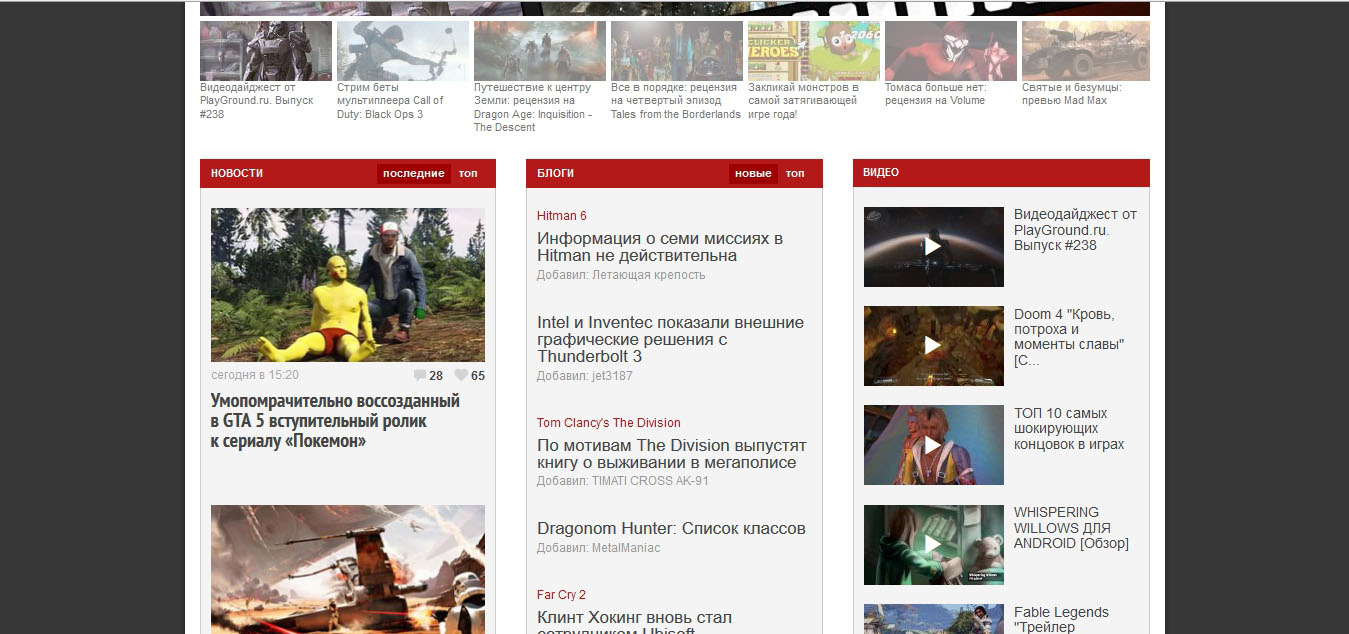 Видеодайджест от
PlayGround.ru. Выпуск
#238
Стрим беты
мультиплеера Call of
Duty: Black Ops 3
Путешествие к центру
Земли: рецензия на
Dragon Age: Inquisition -
The Descent
Все в порядке: рецензия
на четвертый эпизод
Tales from the Borderlands
CLICKER
HEROES
Закликай монстров в
самой затягивающей
игре года!
Томаса больше нет:
рецензия на Volume
Святые и безумцы:
превью Mad Max
НОВОСТИ последние топ
сегодня в 15:20 28 65
Умопомрачительно воссозданный
в GTA 5 вступительный ролик
к сериалу «Покемон»
БЛОГИ новые топ
Hitman 6
Информация о семи миссиях в
Hitman не действительна
Добавил: Летающая крепость
Intel и Inventec показали внешние
графические решения с
Thunderbolt 3
Добавил: jet3187
Tom Clancy's The Division
По мотивам The Division выпустят
книгу о выживании в мегаполисе
Добавил: TIMATI CROSS AK-91
Dragonom Hunter: Список классов
Добавил: MetalManiac
Far Cry 2
Клинт Хокинг вновь стал
сотрудником Ubisoft
ВИДЕО
Видеодайджест от
PlayGround.ru.
Выпуск #238
Doom 4 "Кровь,
потроха и
моменты славы"
[С...
ТОП 10 самых
шокирующих
концовок в играх
WHISPERING
WILLOWS ДЛЯ
ANDROID [Обзор]
Fable Legends
"Трейлер